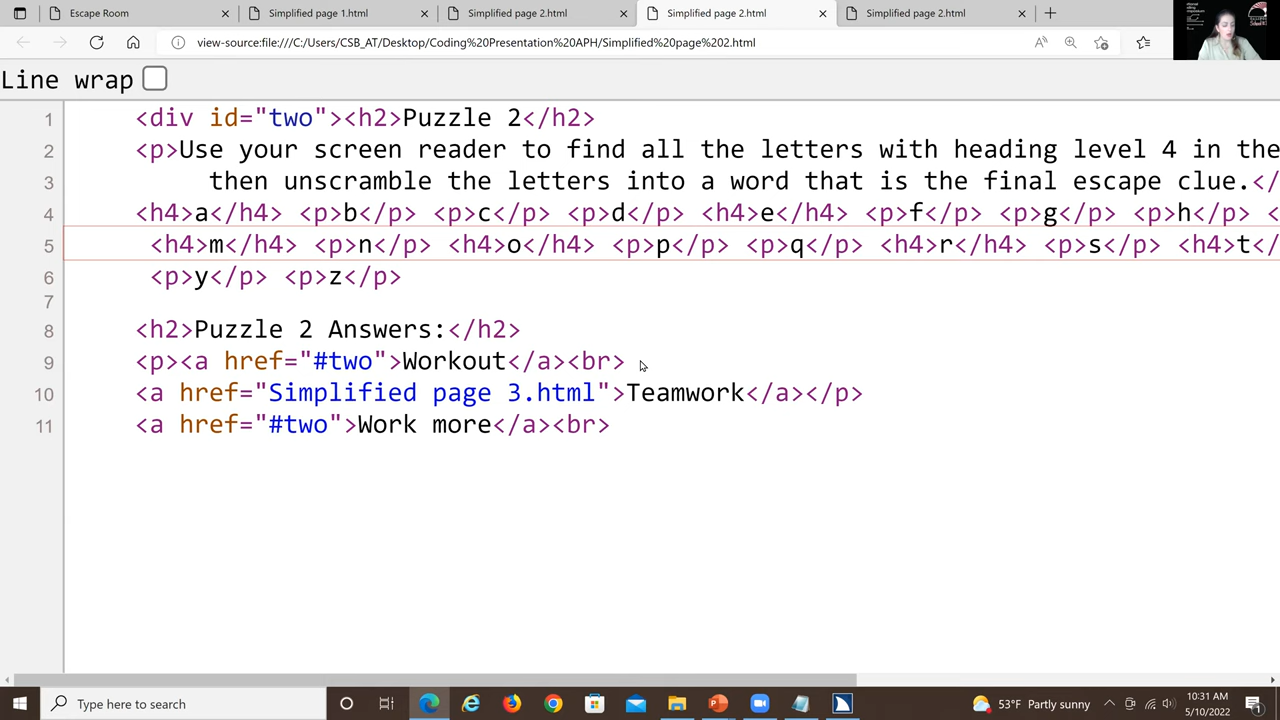 Escape Room
Simplified page 1.html
Simplified page 2.html
Simplified page 2.html
Simplified page 2.html
view-source:file:///C:/Users/CSB_AT/Desktop/Coding%20Presentation%20APH/Simplified%20page%202.html
Line wrap
1 <div id="two"><h2>Puzzle 2</h2>
2 <p>Use your screen reader to find all the letters with heading level 4 in the
3 then unscramble the letters into a word that is the final escape clue.</
4 <h4>a</h4> <p>b</p> <p>c</p> <p>d</p> <h4>e</h4> <p>f</p> <p>g</p> <p>h</p> <
5 <h4>m</h4> <p>n</p> <h4>o</h4> <p>p</p> <p>q</p> <h4>r</h4> <p>s</p> <h4>t</
6 <p>y</p> <p>z</p>
7
8 <h2>Puzzle 2 Answers:</h2>
9 <p><a href="#two">Workout</a><br>
10 <a href="Simplified page 3.html">Teamwork</a></p>
11 <a href="#two">Work more</a><br>
Type here to search
53°F Partly sunny
10:31 AM
5/10/2022
1